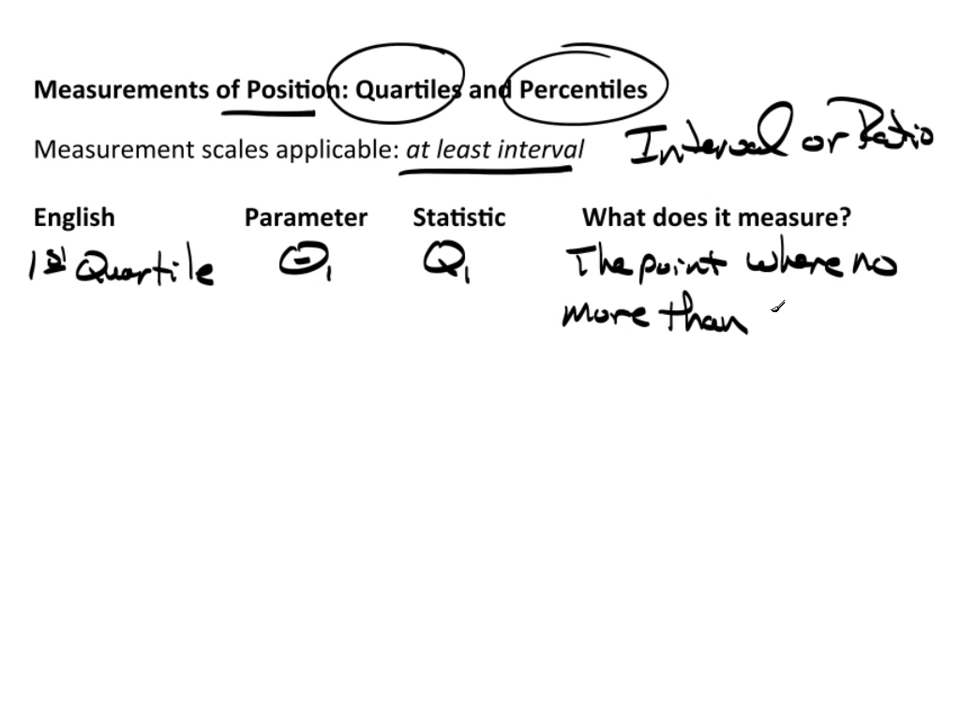 Measurements of Position: Quartiles and Percentiles
Measurement scales applicable: at least interval Interval or Ratio
English Parameter Statistic What does it measure?
1st Quartile Θ₁ Q₁ The point where no
more than